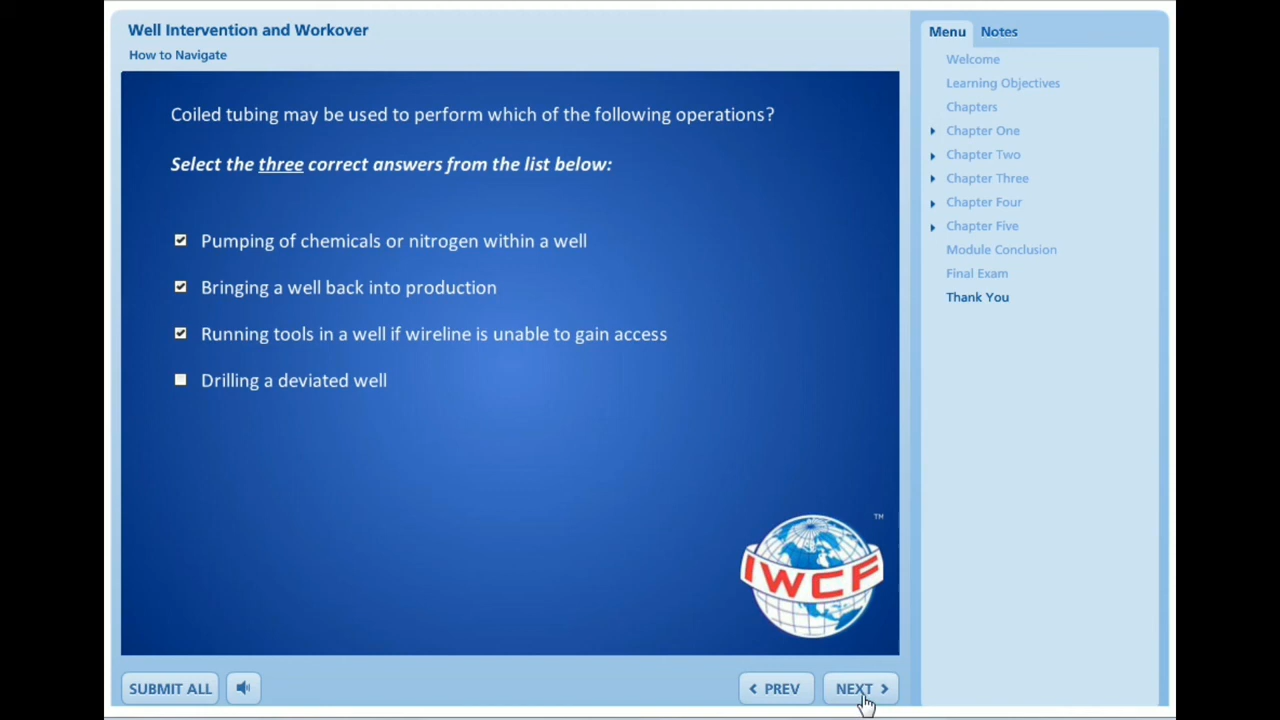 Well Intervention and Workover
How to Navigate
Coiled tubing may be used to perform which of the following operations?
Select the three correct answers from the list below:
Pumping of chemicals or nitrogen within a well
Bringing a well back into production
Running tools in a well if wireline is unable to gain access
Drilling a deviated well
TM
IWCF
SUBMIT ALL
PREV
NEXT
Menu
Notes
Welcome
Learning Objectives
Chapters
Chapter One
Chapter Two
Chapter Three
Chapter Four
Chapter Five
Module Conclusion
Final Exam
Thank You